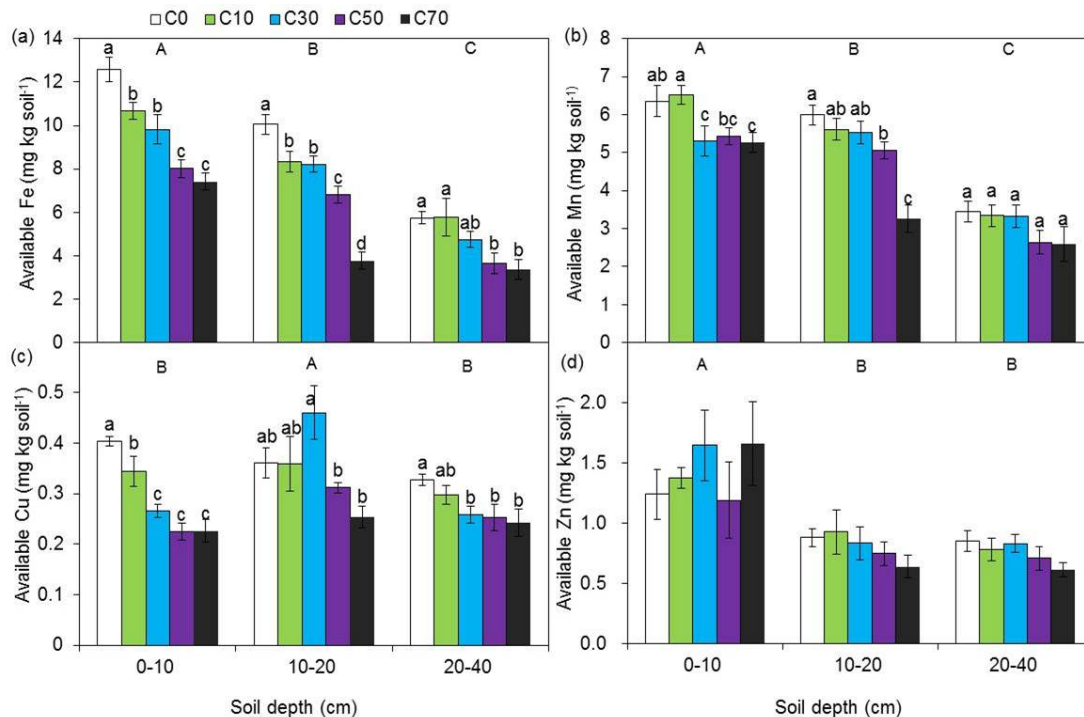 C0 C10 C30 C50 C70
(a)
Available Fe (mg kg soil-1)
14
12
10
8
6
4
2
0
A B C
a b b c c
a b b c d
a a ab b b
(b)
Available Mn (mg kg soil-1)
8
7
6
5
4
3
2
1
0
A B C
ab a c bc c
a ab ab b c
a a a a a
(c)
Available Cu (mg kg soil-1)
0.5
0.4
0.3
0.2
0.1
0
B A B
a b c c c
ab ab a b b
a ab b b b
0-10 10-20 20-40
Soil depth (cm)
(d)
Available Zn (mg kg soil-1)
2.0
1.5
1.0
0.5
0.0
A B B
0-10 10-20 20-40
Soil depth (cm)